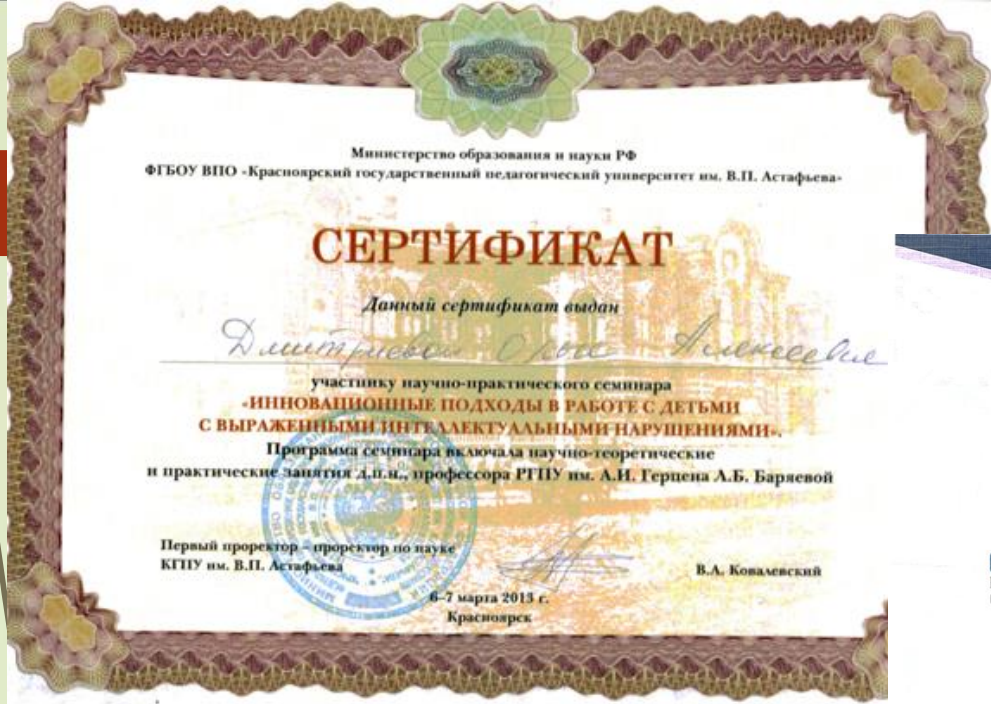 Министерство образования и науки РФ
ФГБОУ ВПО «Красноярский государственный педагогический университет им. В.П. Астафьева»
СЕРТИФИКАТ
Данный сертификат выдан
Дмитриевой Алексеевне
участнику научно-практического семинара
«ИННОВАЦИОННЫЕ ПОДХОДЫ В РАБОТЕ С ДЕТЬМИ
С ВЫРАЖЕННЫМИ ИНТЕЛЛЕКТУАЛЬНЫМИ НАРУШЕНИЯМИ».
Программа семинара включала научно-теоретические
и практические занятия д.п.н., профессора РГПУ им. А.И. Герцена Л.Б. Баряевой
Первый проректор – проректор по науке
КГПУ им. В.П. Астафьева
В.А. Ковалевский
6–7 марта 2013 г.
Красноярск